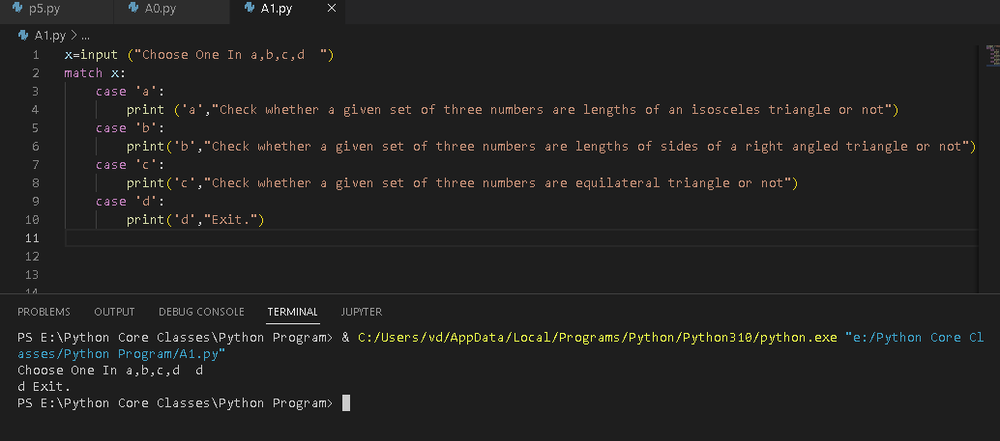 p5.py A0.py A1.py ×
A1.py > ...
1 x=input ("Choose One In a,b,c,d  ")
2 match x:
3     case 'a':
4         print ('a',"Check whether a given set of three numbers are lengths of an isosceles triangle or not")
5     case 'b':
6         print('b',"Check whether a given set of three numbers are lengths of sides of a right angled triangle or not")
7     case 'c':
8         print('c',"Check whether a given set of three numbers are equilateral triangle or not")
9     case 'd':
10         print('d',"Exit.")
11
12
13
14
PROBLEMS OUTPUT DEBUG CONSOLE TERMINAL JUPYTER
PS E:\Python Core Classes\Python Program> & C:/Users/vd/AppData/Local/Programs/Python/Python310/python.exe "e:/Python Core Cl
asses/Python Program/A1.py"
Choose One In a,b,c,d  d
d Exit.
PS E:\Python Core Classes\Python Program>